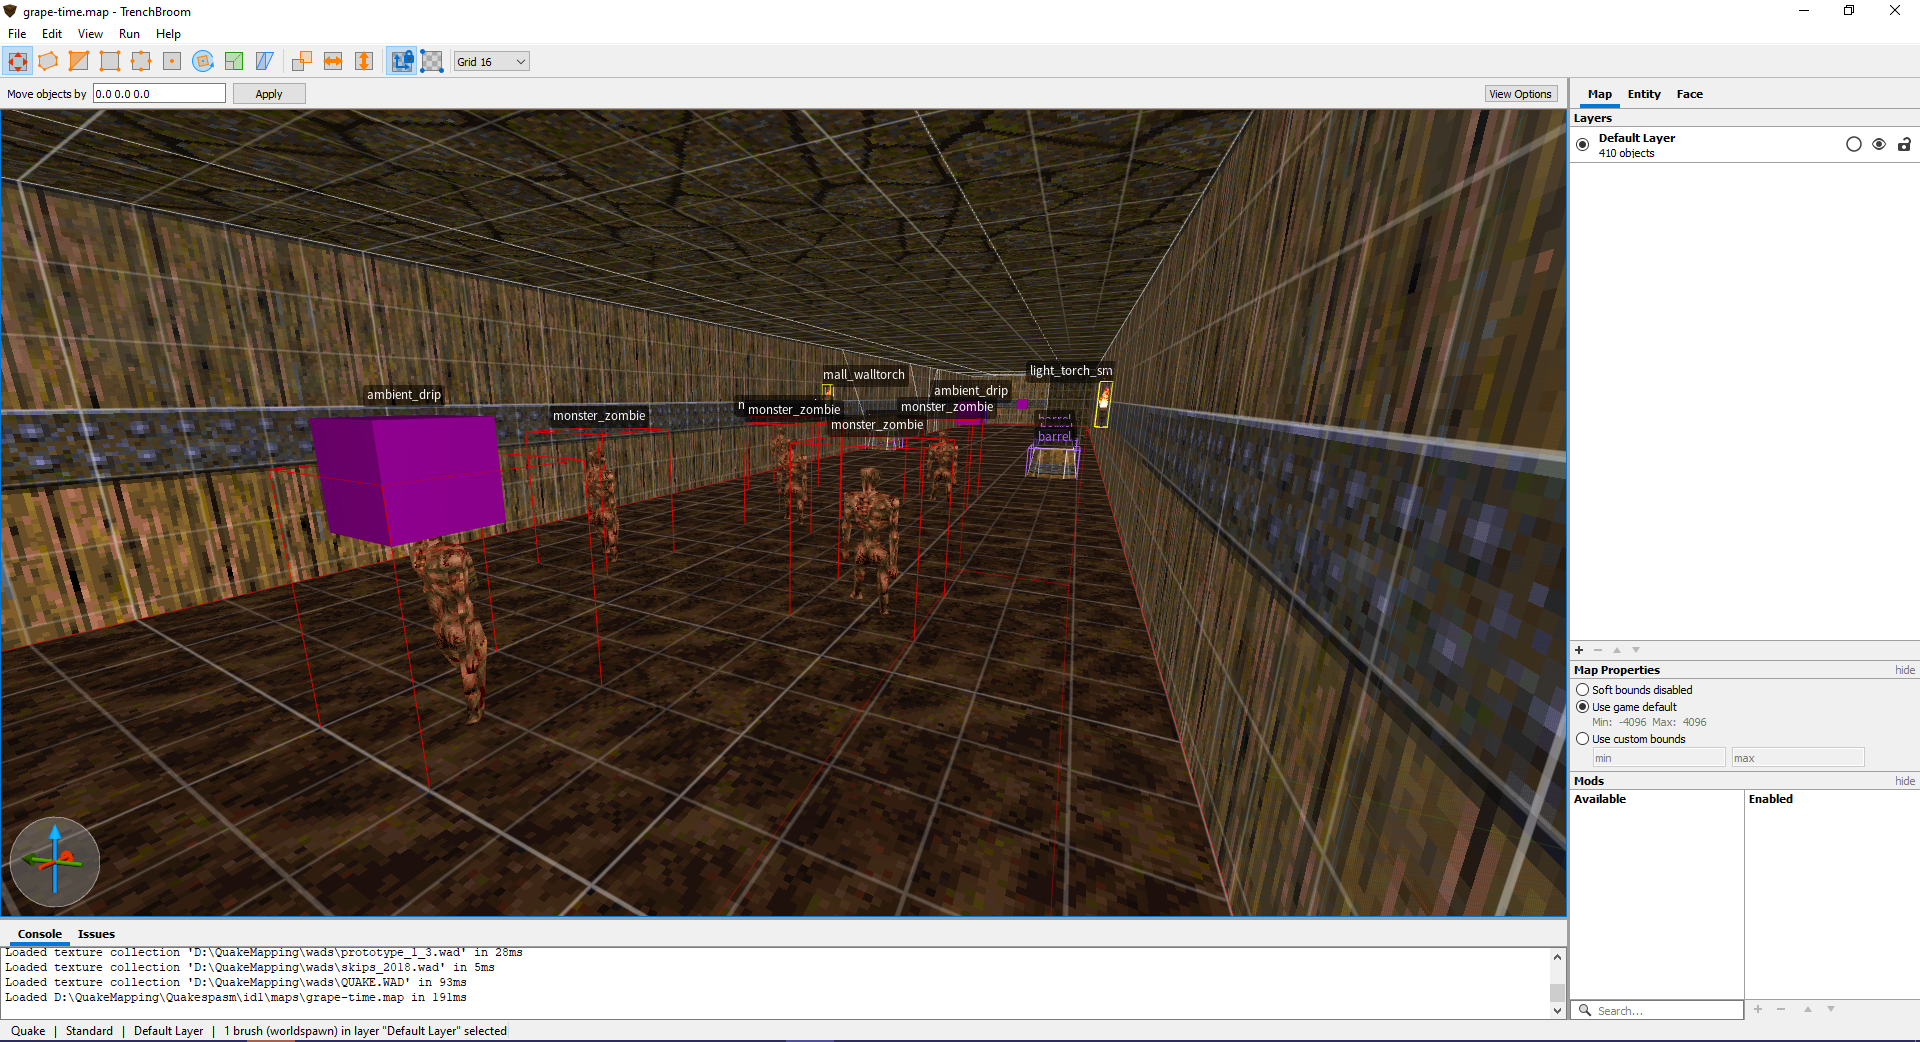 grape-time.map - TrenchBroom
File Edit View Run Help
Grid 16
Move objects by 0.0 0.0 0.0 Apply
View Options
Map Entity Face
Layers
Default Layer
410 objects
light_torch_sm
mall_walltorch
ambient_drip
ambient_drip
monster_zombie
monster_zombie
monster_zombie
monster_zombie
barrel
barrel
Map Properties
hide
Soft bounds disabled
Use game default
Min: -4096 Max: 4096
Use custom bounds
min
max
Mods
hide
Available
Enabled
Search...
Console Issues
Loaded texture collection 'D:\QuakeMapping\wads\prototype_1_3.wad' in 28ms
Loaded texture collection 'D:\QuakeMapping\wads\skips_2018.wad' in 5ms
Loaded texture collection 'D:\QuakeMapping\wads\QUAKE.WAD' in 93ms
Loaded D:\QuakeMapping\Quakespasm\id1\maps\grape-time.map in 191ms
Quake | Standard | Default Layer | 1 brush (worldspawn) in layer "Default Layer" selected